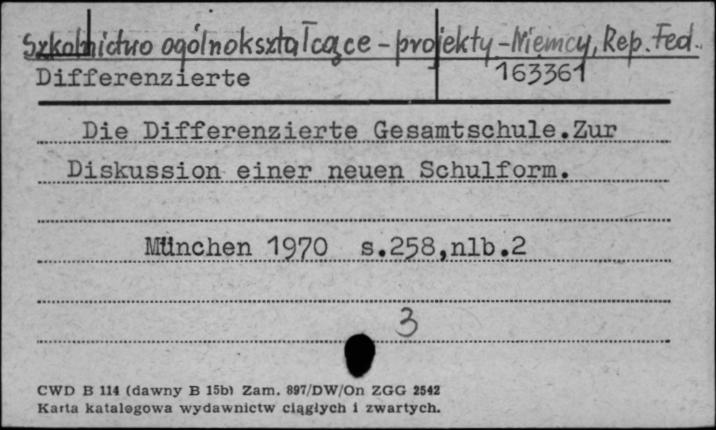 Szkolnictwo ogólnokształcące - projekty - Niemcy, Rep. Fed.
Differenzierte 163361
Die Differenzierte Gesamtschule.Zur
Diskussion einer neuen Schulform.
München 1970 s.258,nlb.2
3
CWD B 114 (dawny B 15b) Zam. 897/DW/On ZGG 2542
Karta katalogowa wydawnictw ciągłych i zwartych.